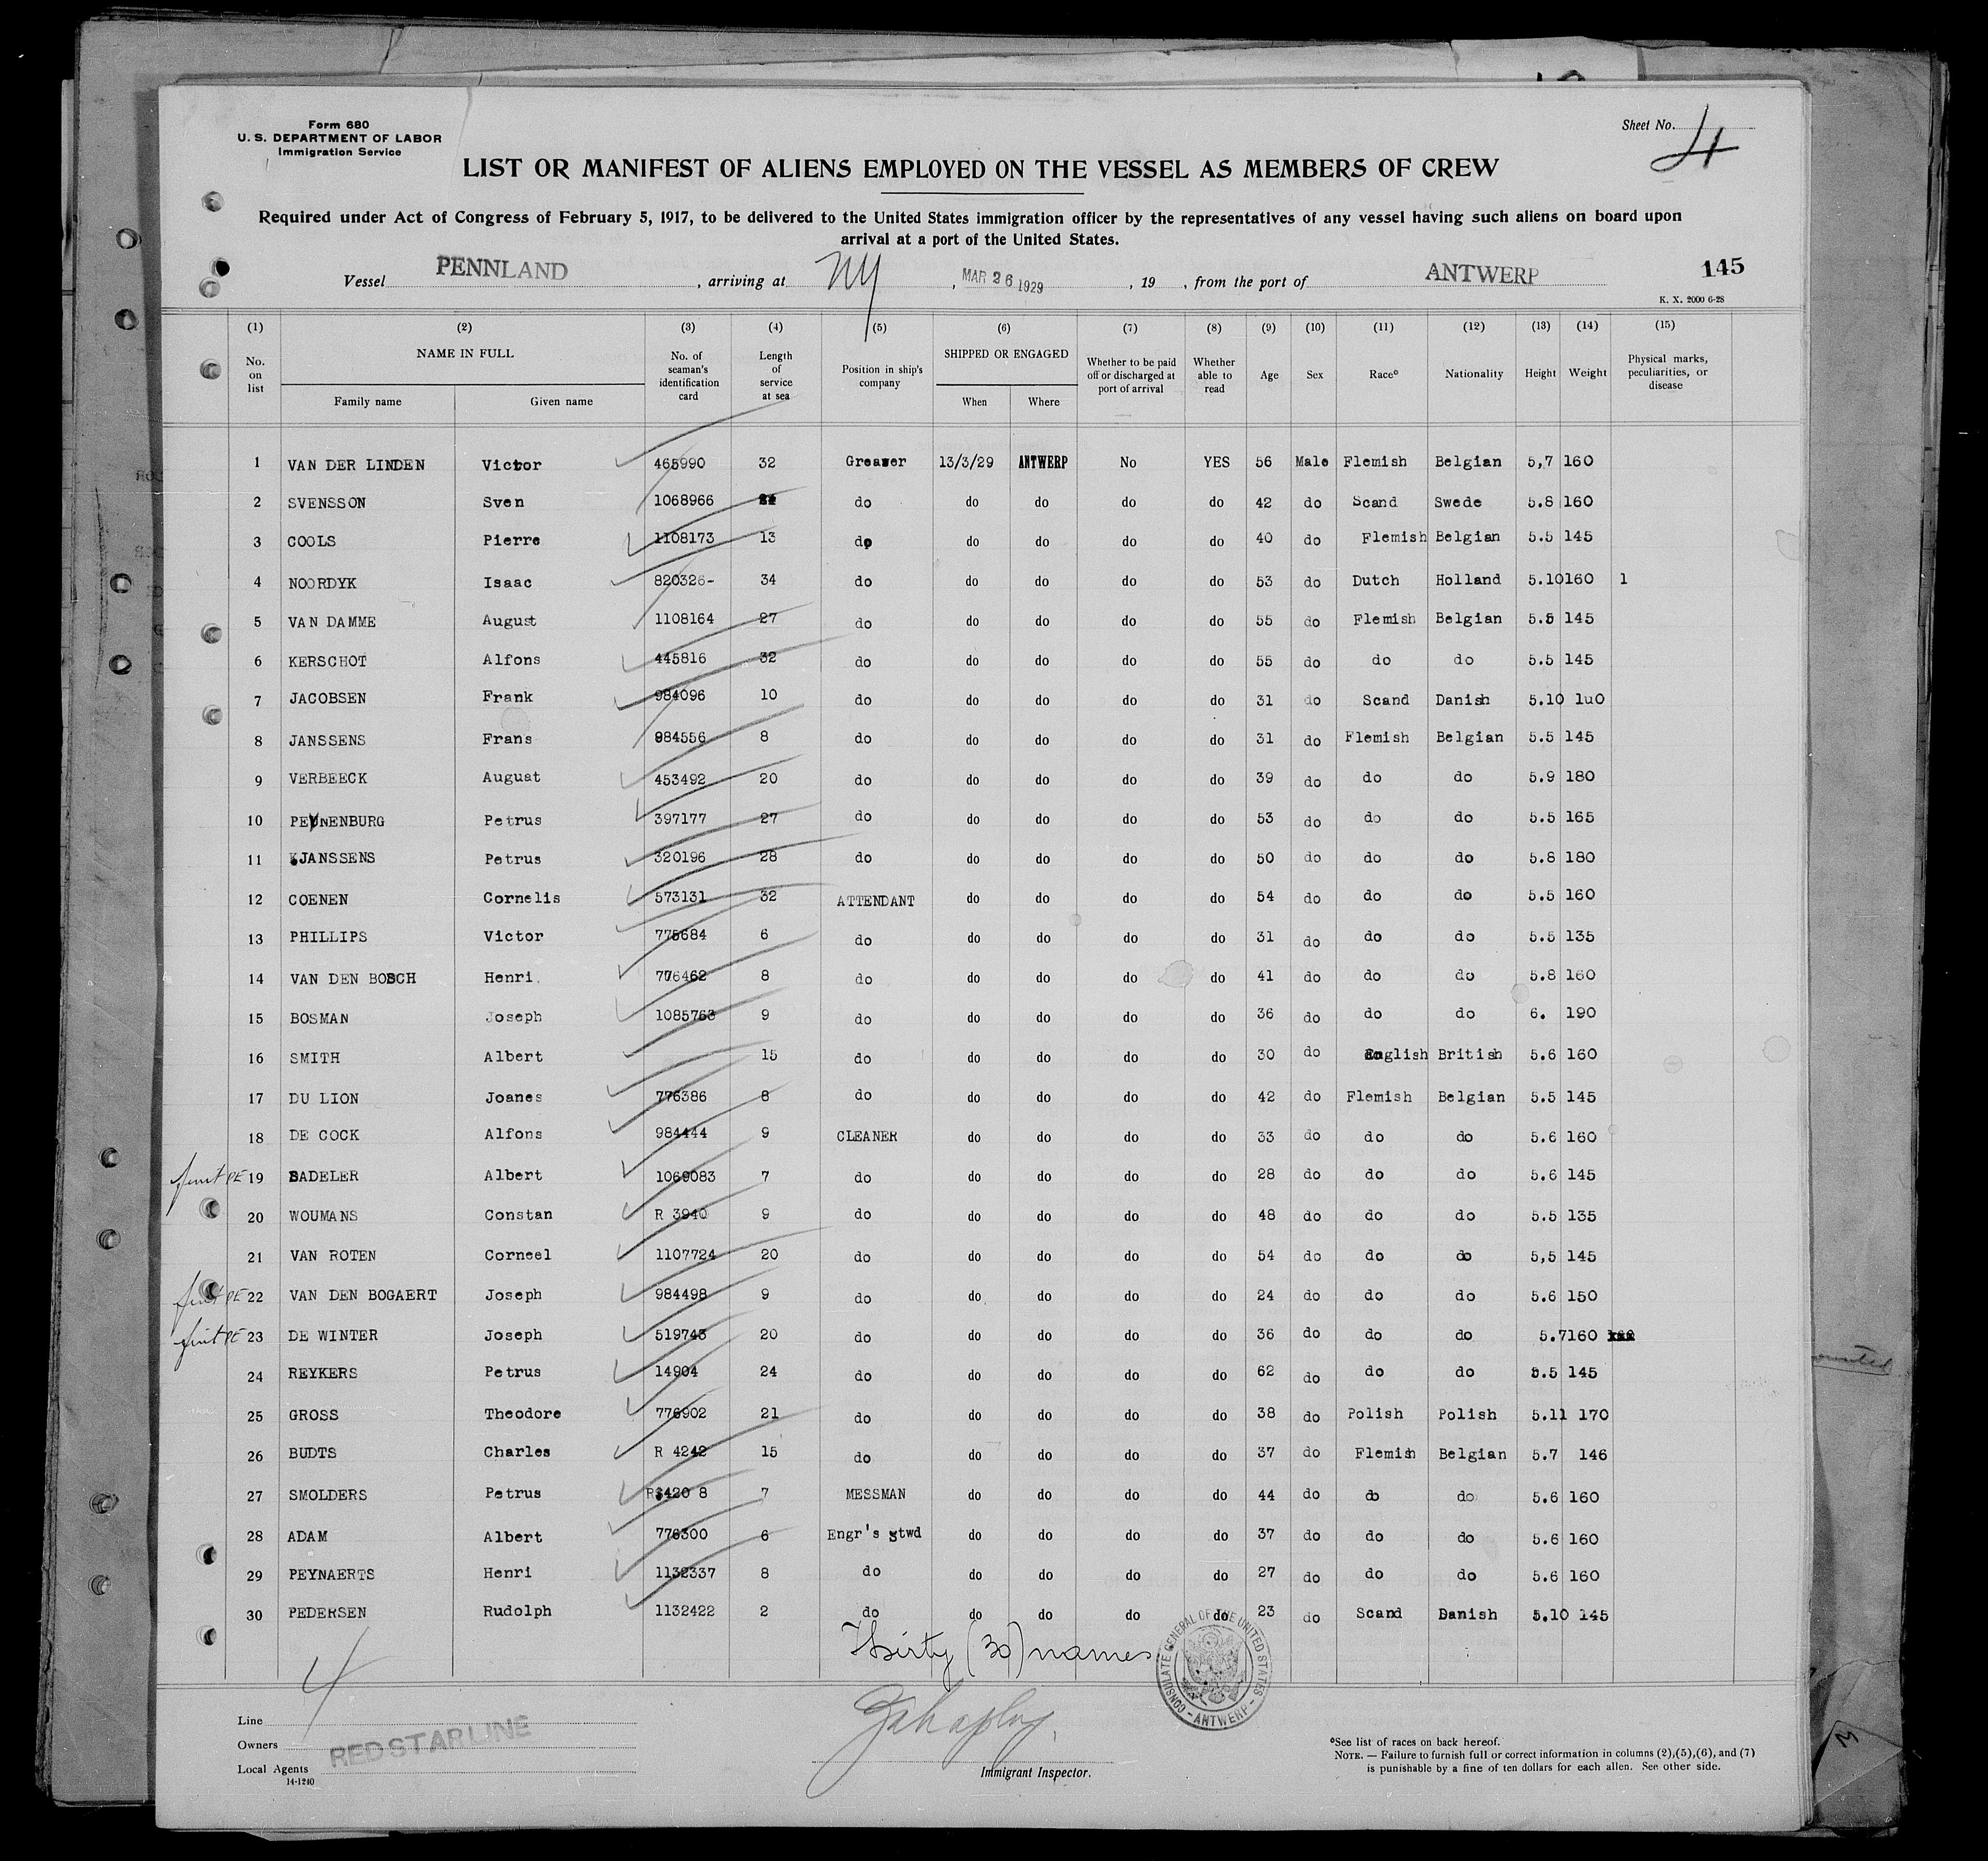 Form 680
U. S. DEPARTMENT OF LABOR
Immigration Service
Sheet No. 4
LIST OR MANIFEST OF ALIENS EMPLOYED ON THE VESSEL AS MEMBERS OF CREW
Required under Act of Congress of February 5, 1917, to be delivered to the United States immigration officer by the representatives of any vessel having such aliens on board upon
arrival at a port of the United States.
Vessel PENNLAND , arriving at NY , MAR 26 1929 , 19 , from the port of ANTWERP 145
K. X. 2000 6-28
(1) (2) (3) (4) (5) (6) (7) (8) (9) (10) (11) (12) (13) (14) (15)
No. on list NAME IN FULL Family name Given name No. of seaman's identification card Length of service at sea Position in ship's company SHIPPED OR ENGAGED When Where Whether to be paid off or discharged at port of arrival Whether able to read Age Sex Race° Nationality Height Weight Physical marks, peculiarities, or disease
1 VAN DER LINDEN Victor 465990 32 Greaser 13/3/29 ANTWERP No YES 56 Male Flemish Belgian 5,7 160
2 SVENSSON Sven 1068966 do do do do do 42 do Scand Swede 5.8 160
3 COOLS Pierre 1108173 13 do do do do do 40 do Flemish Belgian 5.5 145
4 NOORDYK Isaac 820326- 34 do do do do do 53 do Dutch Holland 5.10 160 1
5 VAN DAMME August 1108164 27 do do do do do 55 do Flemish Belgian 5.5 145
6 KERSCHOT Alfons 445816 32 do do do do do 55 do do do 5.5 145
7 JACOBSEN Frank 984096 10 do do do do do 31 do Scand Danish 5.10 1u0
8 JANSSENS Frans 984556 8 do do do do do 31 do Flemish Belgian 5.5 145
9 VERBEECK August 453492 20 do do do do do 39 do do do 5.9 180
10 PEYNENBURG Petrus 397177 27 do do do do do 53 do do do 5.5 165
11 JANSSENS Petrus 320196 28 do do do do do 50 do do do 5.8 180
12 COENEN Cornelis 573131 32 ATTENDANT do do do do 54 do do do 5.5 160
13 PHILLIPS Victor 775684 6 do do do do do 31 do do do 5.5 135
14 VAN DEN BOSCH Henri 776462 8 do do do do do 41 do do do 5.8 160
15 BOSMAN Joseph 1085763 9 do do do do do 36 do do do 6. 190
16 SMITH Albert 15 do do do do do 30 do English British 5.6 160
17 DU LION Joanes 776386 8 do do do do do 42 do Flemish Belgian 5.5 145
18 DE COCK Alfons 984444 9 CLEANER do do do do 33 do do do 5.6 160
19 SADELER Albert 1069083 7 do do do do do 28 do do do 5.6 145
20 WOUMANS Constan R 3940 9 do do do do do 48 do do do 5.5 135
21 VAN ROTEN Corneel 1107724 20 do do do do do 54 do do do 5,5 145
22 VAN DEN BOGAERT Joseph 984498 9 do do do do do 24 do do do 5.6 150
23 DE WINTER Joseph 519743 20 do do do do do 36 do do do 5.7 160
24 REYKERS Petrus 14904 24 do do do do do 62 do do do 5.5 145
25 GROSS Theodore 776902 21 do do do do do 38 do Polish Polish 5.11 170
26 BUDTS Charles R 4242 15 do do do do do 37 do Flemish Belgian 5.7 146
27 SMOLDERS Petrus 7 MESSMAN do do do do 44 do do do 5.6 160
28 ADAM Albert 776300 6 Engr's stwd do do do do 37 do do do 5.6 160
29 PEYNAERTS Henri 1132337 8 do do do do do 27 do do do 5.6 160
30 PEDERSEN Rudolph 1132422 2 do do do do do 23 do Scand Danish 5.10 145
Thirty (30) names
CONSULATE GENERAL OF THE UNITED STATES - ANTWERP -
4
Line
Owners RED STAR LINE
Local Agents
14-1240
Immigrant Inspector.
°See list of races on back hereof.
NOTE. — Failure to furnish full or correct information in columns (2),(5),(6), and (7)
is punishable by a fine of ten dollars for each alien. See other side.